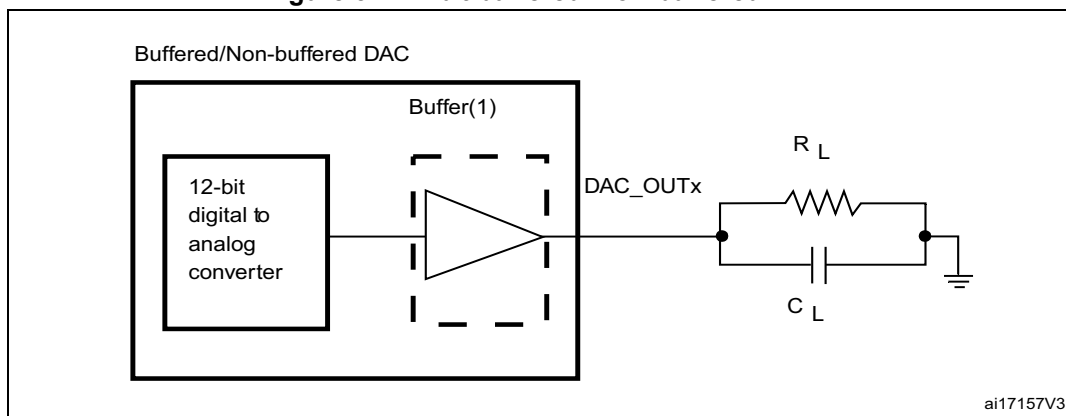 Buffered/Non-buffered DAC
Buffer(1)
R L
12-bit
digital to
analog
converter
DAC_OUTx
C L
ai17157V3